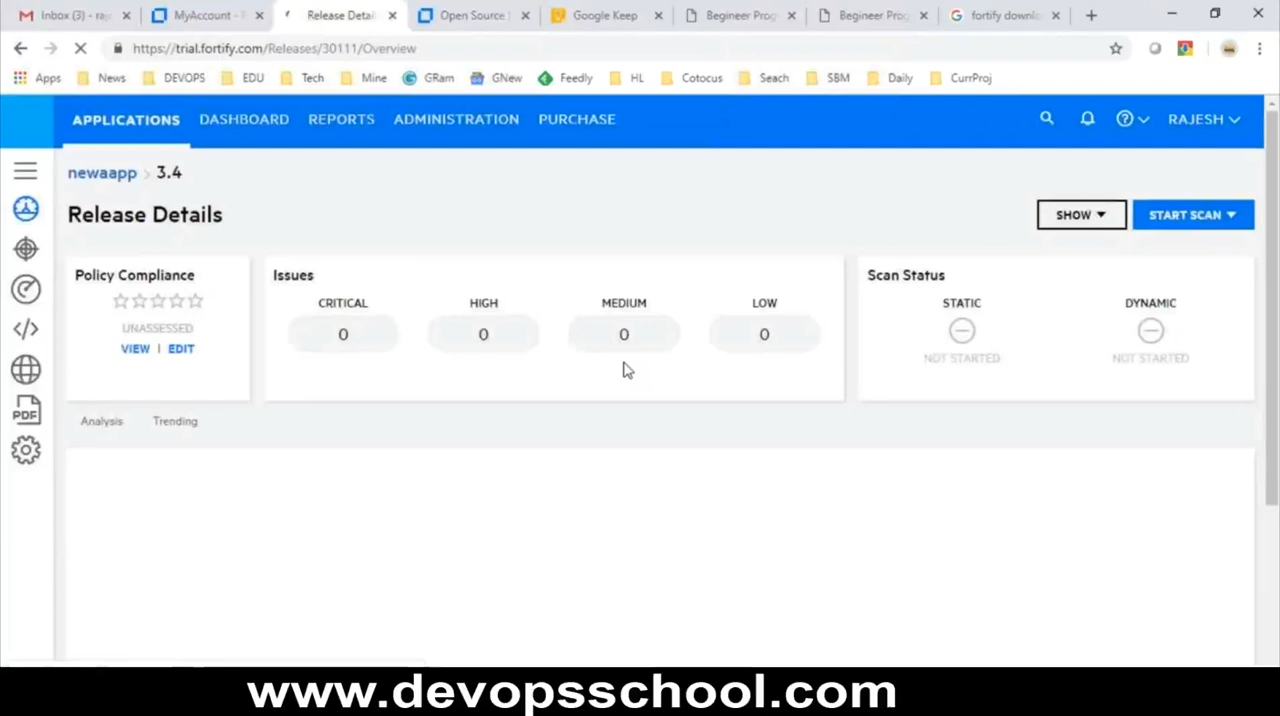 Inbox (3) - raj
MyAccount -
Release Detai
Open Source
Google Keep
Begineer Prog
Begineer Prog
fortify downlo
https://trial.fortify.com/Releases/30111/Overview
Apps News DEVOPS EDU Tech Mine GRam GNew Feedly HL Cotocus Seach SBM Daily CurrProj
APPLICATIONS DASHBOARD REPORTS ADMINISTRATION PURCHASE RAJESH
newaapp > 3.4
Release Details
SHOW START SCAN
Policy Compliance
UNASSESSED
VIEW | EDIT
Issues
CRITICAL HIGH MEDIUM LOW
0 0 0 0
Scan Status
STATIC DYNAMIC
NOT STARTED NOT STARTED
PDF
Analysis Trending
www.devopsschool.com